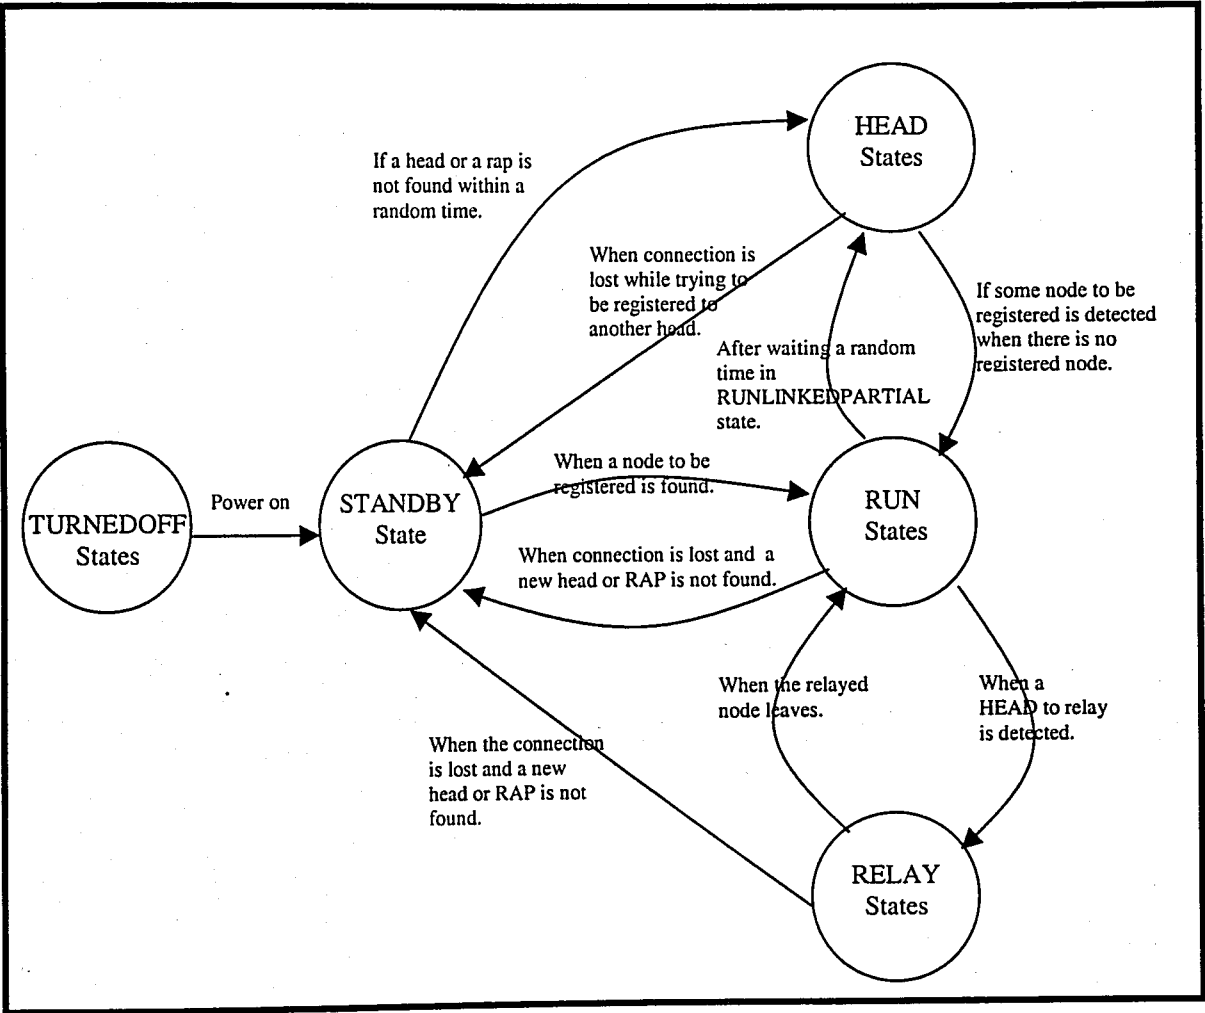 HEAD
States
If a head or a rap is
not found within a
random time.
When connection is
lost while trying to
be registered to
another head.
If some node to be
registered is detected
when there is no
registered node.
After waiting a random
time in
RUNLINKEDPARTIAL
state.
When a node to be
registered is found.
Power on
TURNEDOFF
States
STANDBY
State
RUN
States
When connection is lost and a
new head or RAP is not found.
When the relayed
node leaves.
When a
HEAD to relay
is detected.
When the connection
is lost and a new
head or RAP is not
found.
RELAY
States